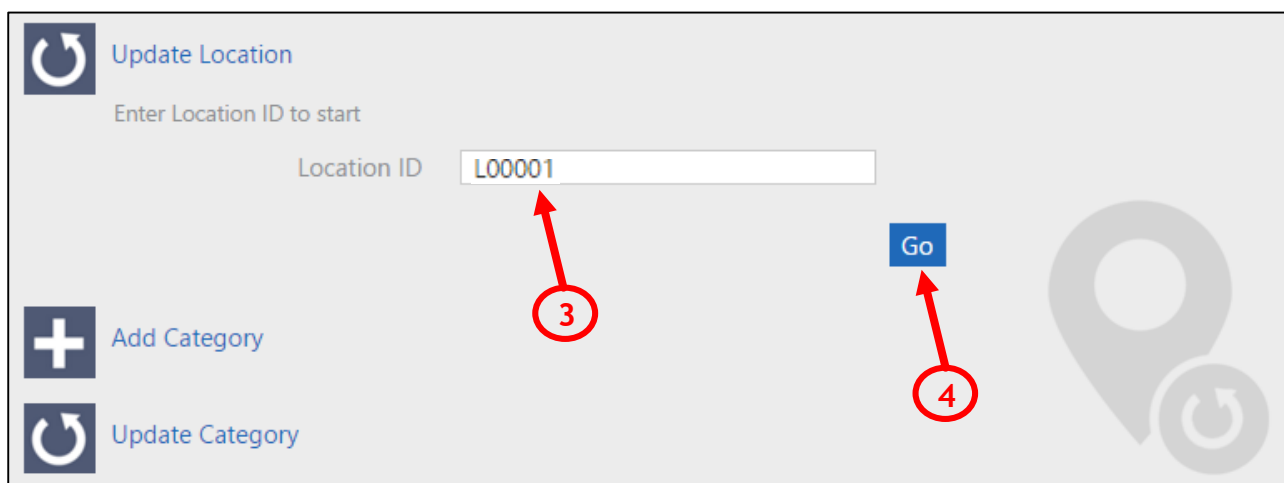 Update Location
Enter Location ID to start
Location ID L00001
Go
3
Add Category
4
Update Category